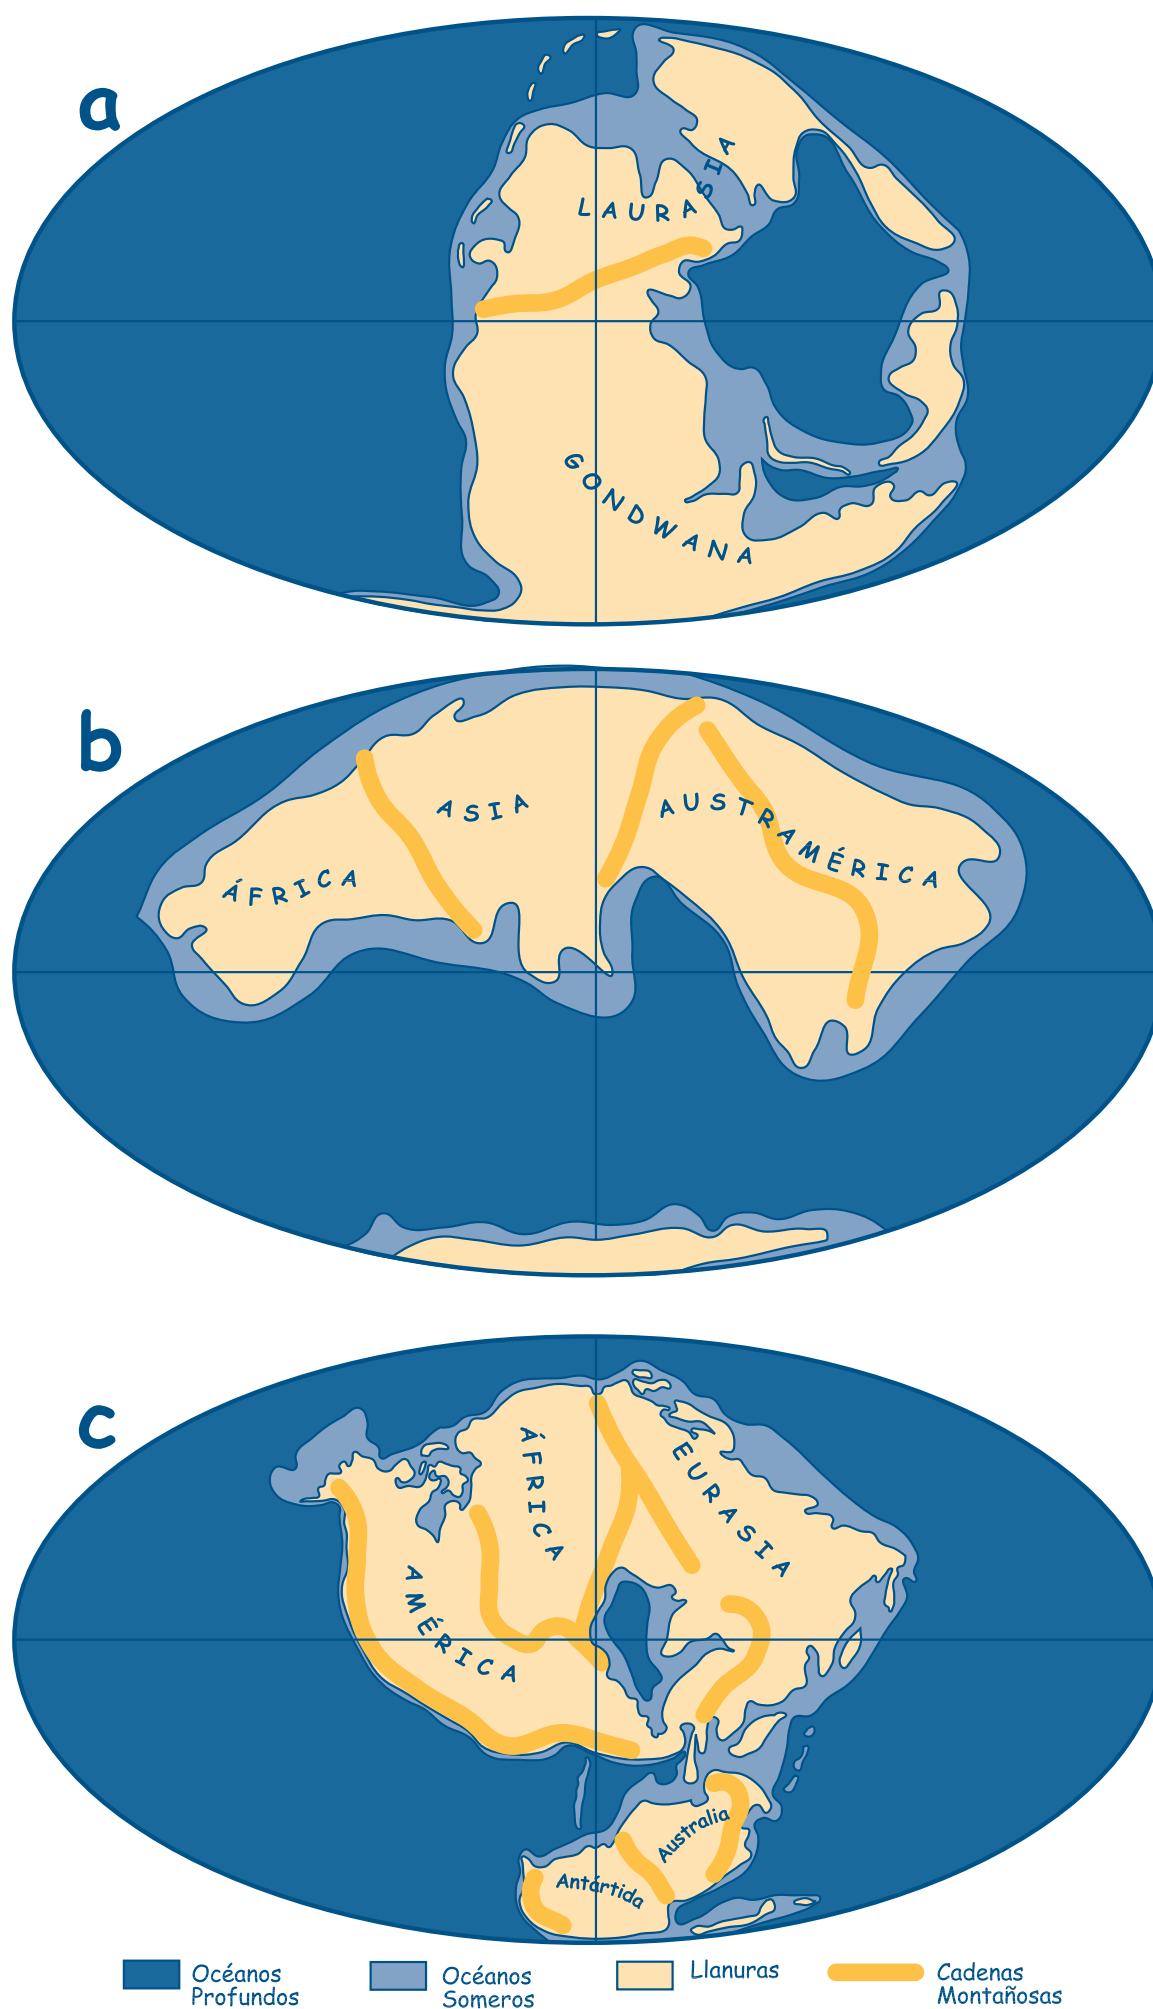 a
LAURASIA
GONDWANA
b
ÁFRICA
ASIA
AUSTRAMÉRICA
c
ÁFRICA
EURASIA
AMÉRICA
Australia
Antártida
Océanos
Profundos
Océanos
Someros
Llanuras
Cadenas
Montañosas